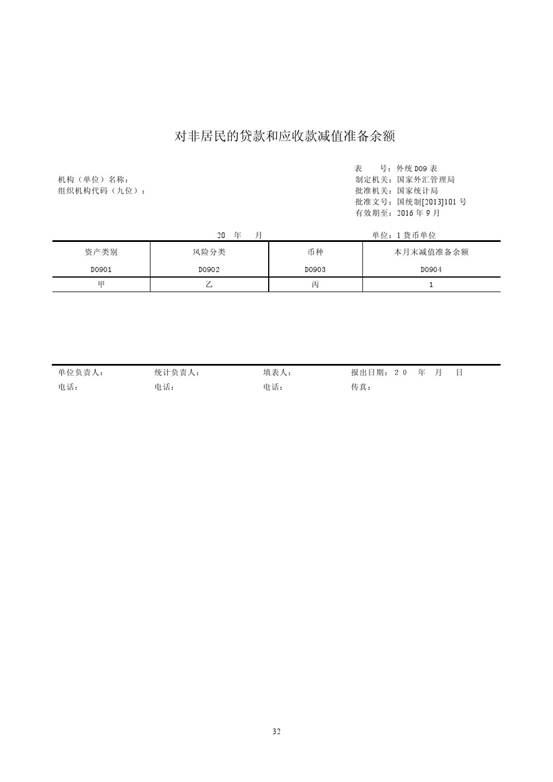 对非居民的贷款和应收款减值准备余额
表　　号：外统 D09 表
机构（单位）名称：　制定机关：国家外汇管理局
组织机构代码（九位）：　批准机关：国家统计局
批准文号：国统制[2013]101 号
有效期至：2016 年 9 月
20　年　月　单位：1 货币单位
资产类别　风险分类　币种　本月末减值准备余额
D0901　D0902　D0903　D0904
甲　乙　丙　1
单位负责人：　统计负责人：　填表人：　报出日期：２０　年　月　日
电话：　电话：　电话：　传真：
32